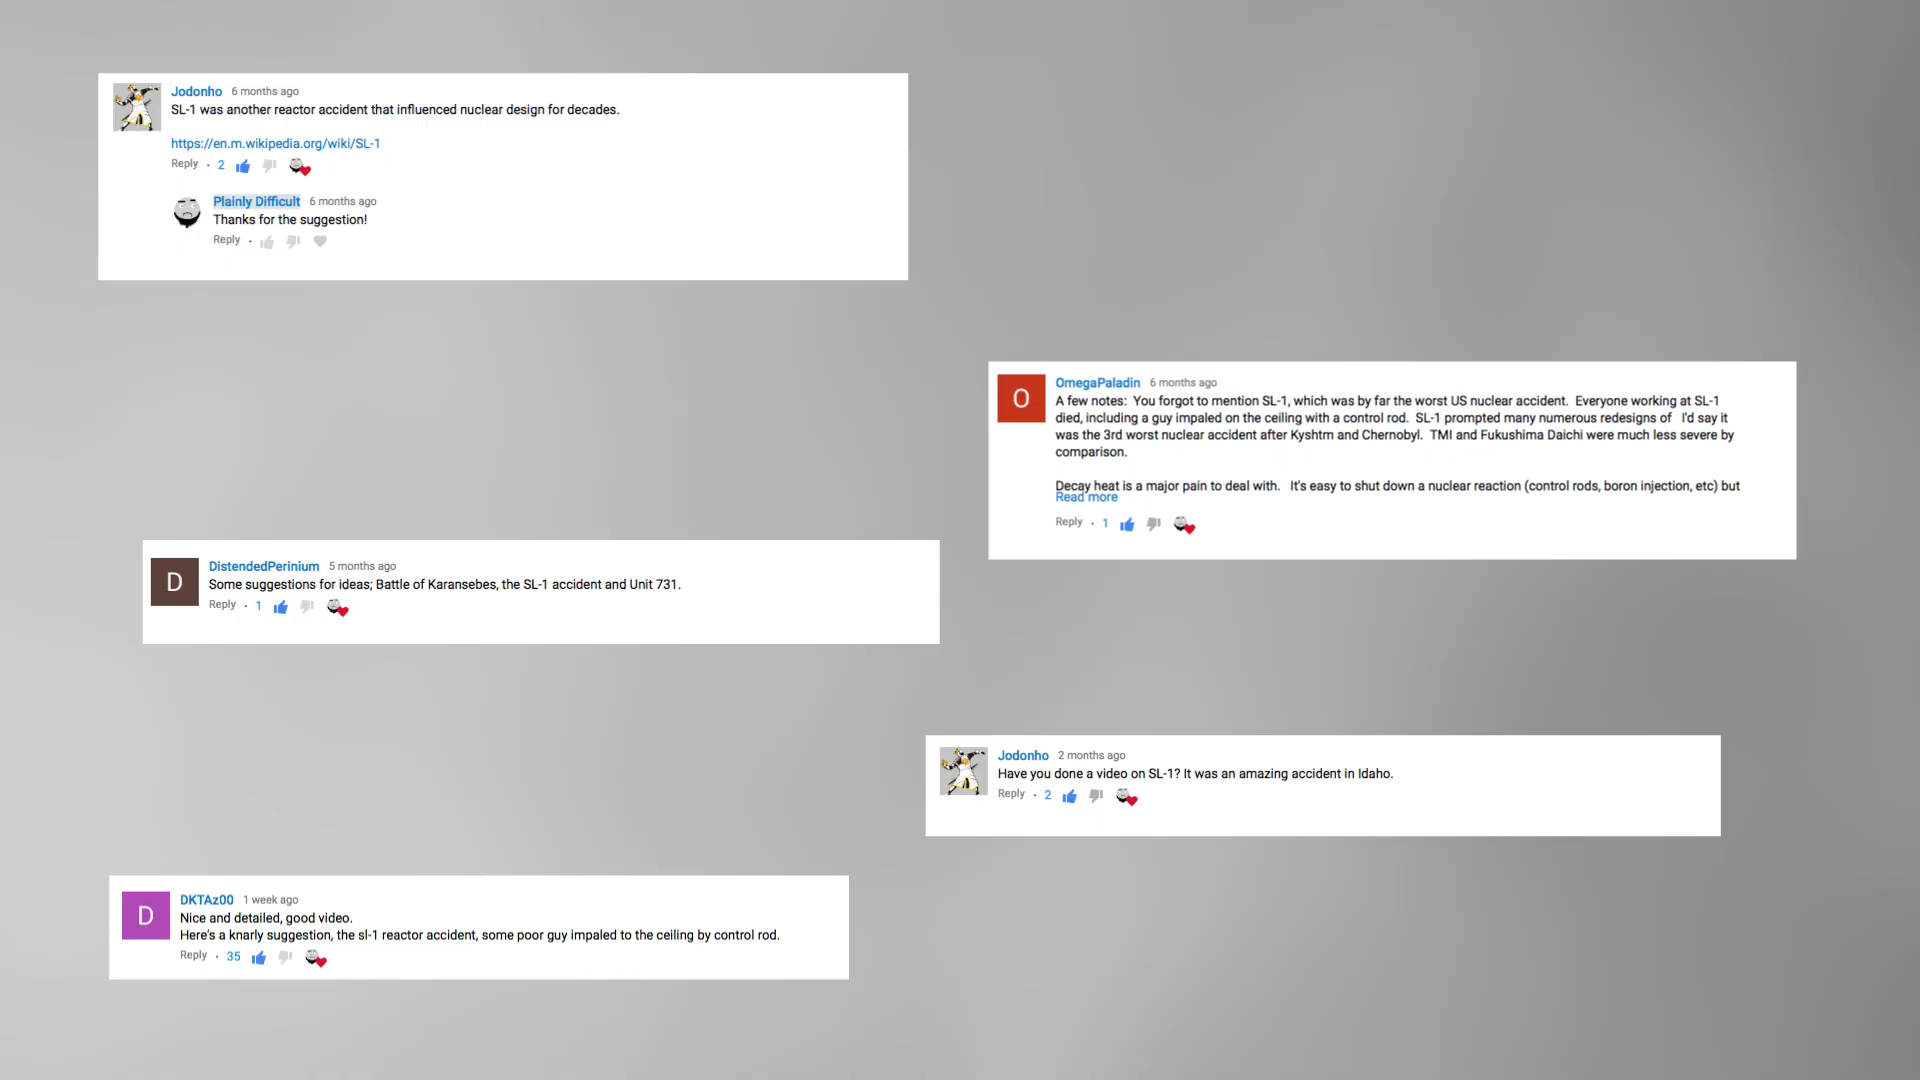 Jodonho 6 months ago
SL-1 was another reactor accident that influenced nuclear design for decades.
https://en.m.wikipedia.org/wiki/SL-1
Reply · 2
Plainly Difficult 6 months ago
Thanks for the suggestion!
Reply ·
O
OmegaPaladin 6 months ago
A few notes: You forgot to mention SL-1, which was by far the worst US nuclear accident. Everyone working at SL-1
died, including a guy impaled on the ceiling with a control rod. SL-1 prompted many numerous redesigns of I'd say it
was the 3rd worst nuclear accident after Kyshtm and Chernobyl. TMI and Fukushima Daichi were much less severe by
comparison.
Decay heat is a major pain to deal with. It's easy to shut down a nuclear reaction (control rods, boron injection, etc) but
Read more
Reply · 1
D
DistendedPerinium 5 months ago
Some suggestions for ideas; Battle of Karansebes, the SL-1 accident and Unit 731.
Reply · 1
Jodonho 2 months ago
Have you done a video on SL-1? It was an amazing accident in Idaho.
Reply · 2
D
DKTAz00 1 week ago
Nice and detailed, good video.
Here's a knarly suggestion, the sl-1 reactor accident, some poor guy impaled to the ceiling by control rod.
Reply · 35